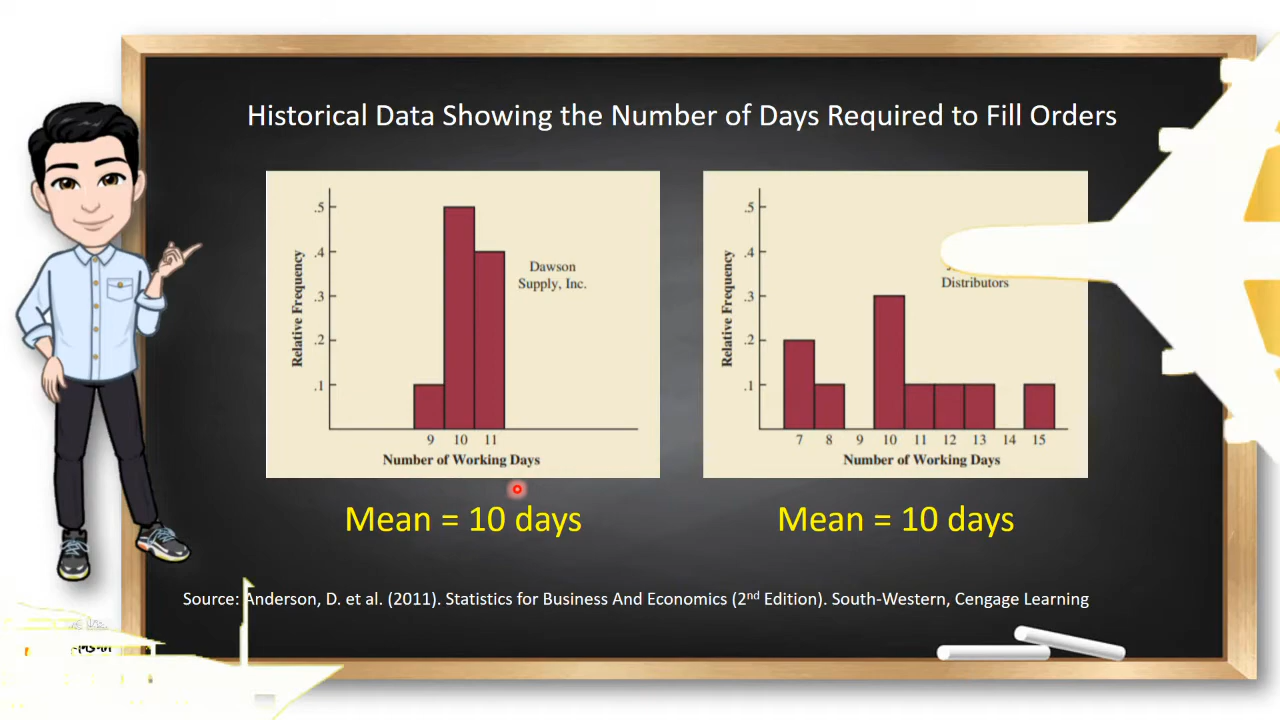 Historical Data Showing the Number of Days Required to Fill Orders
.5
.4
.3
.2
.1
Relative Frequency
Dawson
Supply, Inc.
9 10 11
Number of Working Days
.5
.4
.3
.2
.1
Relative Frequency
Distributors
7 8 9 10 11 12 13 14 15
Number of Working Days
Mean = 10 days
Mean = 10 days
Source: Anderson, D. et al. (2011). Statistics for Business And Economics (2nd Edition). South-Western, Cengage Learning